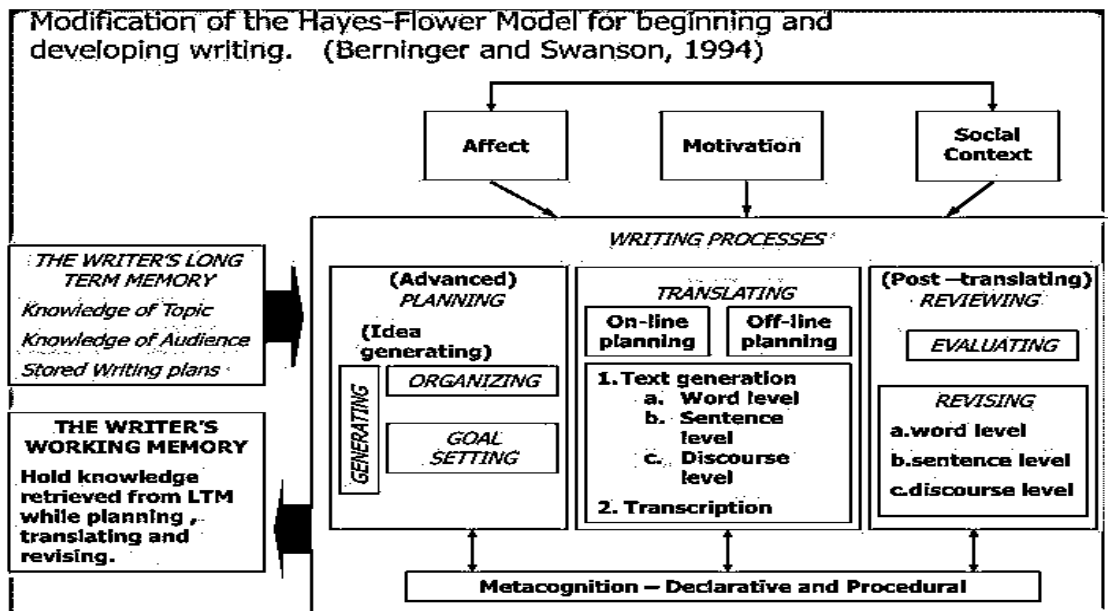 Modification of the Hayes-Flower Model for beginning and
developing writing. (Berninger and Swanson, 1994)
Affect
Motivation
Social
Context
WRITING PROCESSES
THE WRITER'S LONG
TERM MEMORY
Knowledge of Topic
Knowledge of Audience
Stored Writing plans
THE WRITER'S
WORKING MEMORY
Hold knowledge
retrieved from LTM
while planning ,
translating and
revising.
(Advanced)
PLANNING
(Idea
generating)
GENERATING
ORGANIZING
GOAL
SETTING
TRANSLATING
On-line
planning
Off-line
planning
1. Text generation
a. Word level
b. Sentence
level
c. Discourse
level
2. Transcription
(Post –translating)
REVIEWING
EVALUATING
REVISING
a.word level
b.sentence level
c.discourse level
Metacognition – Declarative and Procedural